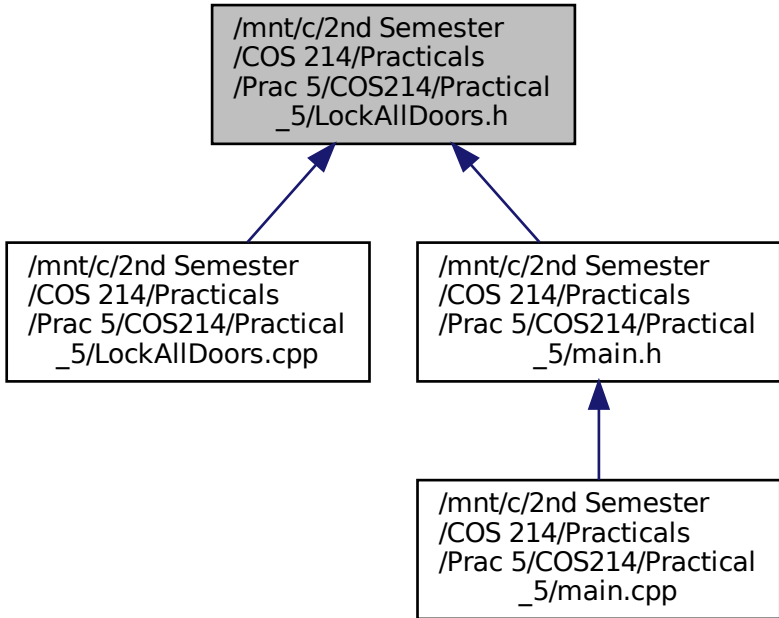 /mnt/c/2nd Semester
/COS 214/Practicals
/Prac 5/COS214/Practical
_5/LockAllDoors.h
/mnt/c/2nd Semester
/COS 214/Practicals
/Prac 5/COS214/Practical
_5/LockAllDoors.cpp
/mnt/c/2nd Semester
/COS 214/Practicals
/Prac 5/COS214/Practical
_5/main.h
/mnt/c/2nd Semester
/COS 214/Practicals
/Prac 5/COS214/Practical
_5/main.cpp